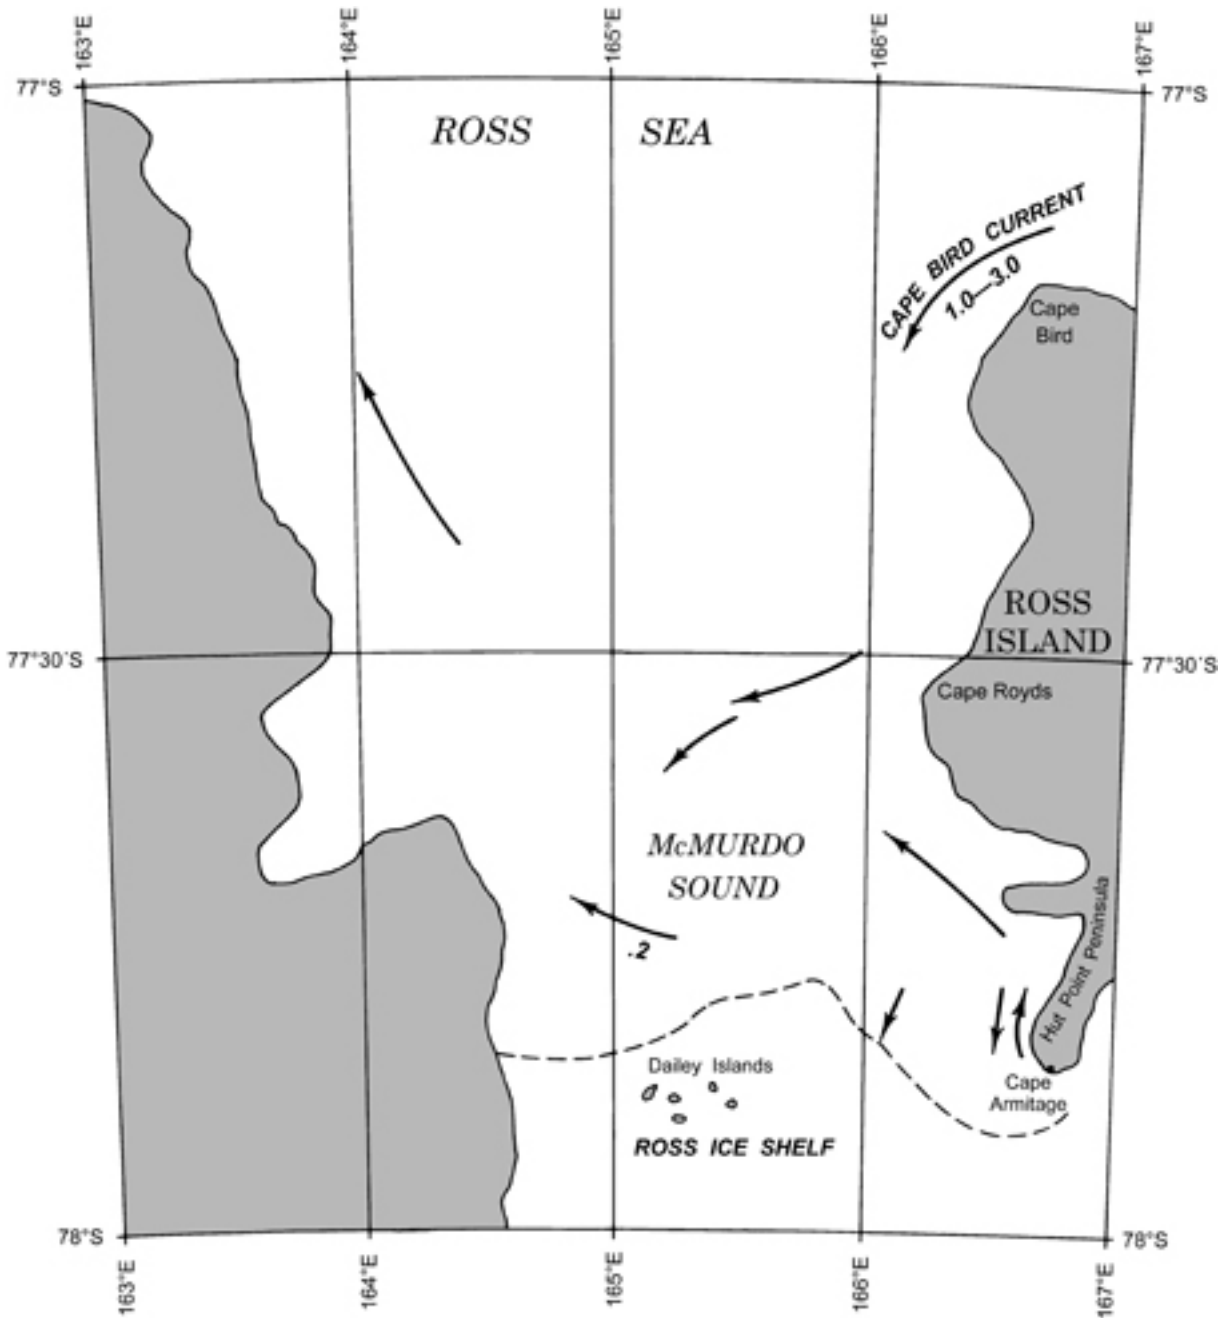 163°E
164°E
165°E
166°E
167°E
77°S
77°S
ROSS SEA
CAPE BIRD CURRENT
1.0—3.0
Cape
Bird
ROSS
ISLAND
77°30´S
77°30´S
Cape Royds
McMURDO
SOUND
.2
Hut Point Peninsula
Dailey Islands
Cape
Armitage
ROSS ICE SHELF
78°S
78°S
163°E
164°E
165°E
166°E
167°E